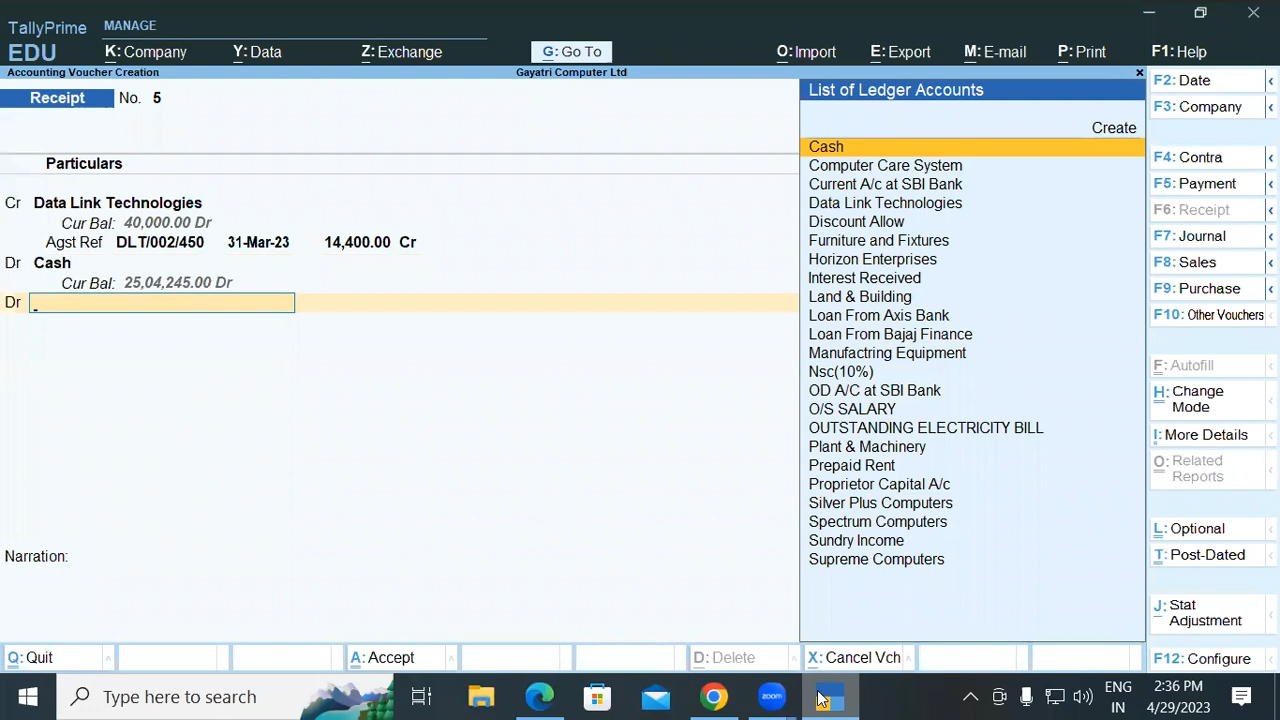 TallyPrime
EDU
MANAGE
K: Company
Y: Data
Z: Exchange
G: Go To
O: Import
E: Export
M: E-mail
P: Print
F1: Help
Accounting Voucher Creation
Gayatri Computer Ltd
Receipt No. 5
Particulars
Cr Data Link Technologies
Cur Bal: 40,000.00 Dr
Agst Ref DLT/002/450 31-Mar-23 14,400.00 Cr
Dr Cash
Cur Bal: 25,04,245.00 Dr
Dr
Narration:
List of Ledger Accounts
Create
Cash
Computer Care System
Current A/c at SBI Bank
Data Link Technologies
Discount Allow
Furniture and Fixtures
Horizon Enterprises
Interest Received
Land & Building
Loan From Axis Bank
Loan From Bajaj Finance
Manufactring Equipment
Nsc(10%)
OD A/C at SBI Bank
O/S SALARY
OUTSTANDING ELECTRICITY BILL
Plant & Machinery
Prepaid Rent
Proprietor Capital A/c
Silver Plus Computers
Spectrum Computers
Sundry Income
Supreme Computers
F2: Date
F3: Company
F4: Contra
F5: Payment
F6: Receipt
F7: Journal
F8: Sales
F9: Purchase
F10: Other Vouchers
F: Autofill
H: Change
Mode
I: More Details
O: Related
Reports
L: Optional
T: Post-Dated
J: Stat
Adjustment
F12: Configure
Q: Quit
A: Accept
D: Delete
X: Cancel Vch
Type here to search
zoom
ENG
IN
2:36 PM
4/29/2023